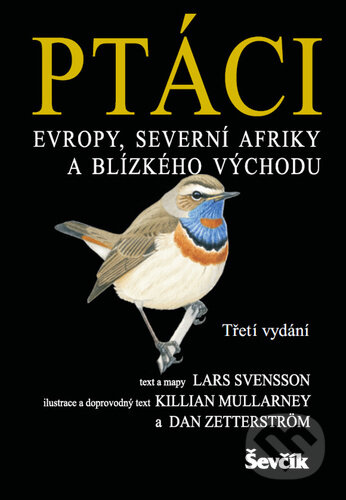 PTÁCI
EVROPY, SEVERNÍ AFRIKY
A BLÍZKÉHO VÝCHODU
Třetí vydání
text a mapy LARS SVENSSON
ilustrace a doprovodný text KILLIAN MULLARNEY
a DAN ZETTERSTRÖM
Ševčík
martinus